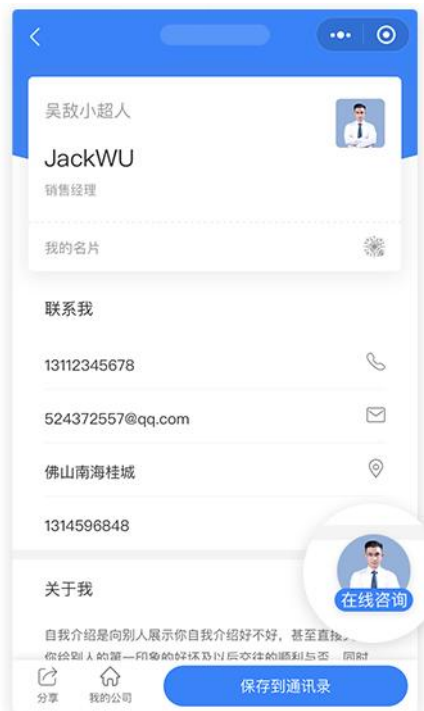 吴敌小超人
JackWU
销售经理
我的名片
联系我
13112345678
524372557@qq.com
佛山南海桂城
1314596848
在线咨询
关于我
自我介绍是向别人展示你自我介绍好不好，甚至直接
你给别人的第一印象的好坏及以后交往的顺利与否，同时
分享
我的公司
保存到通讯录